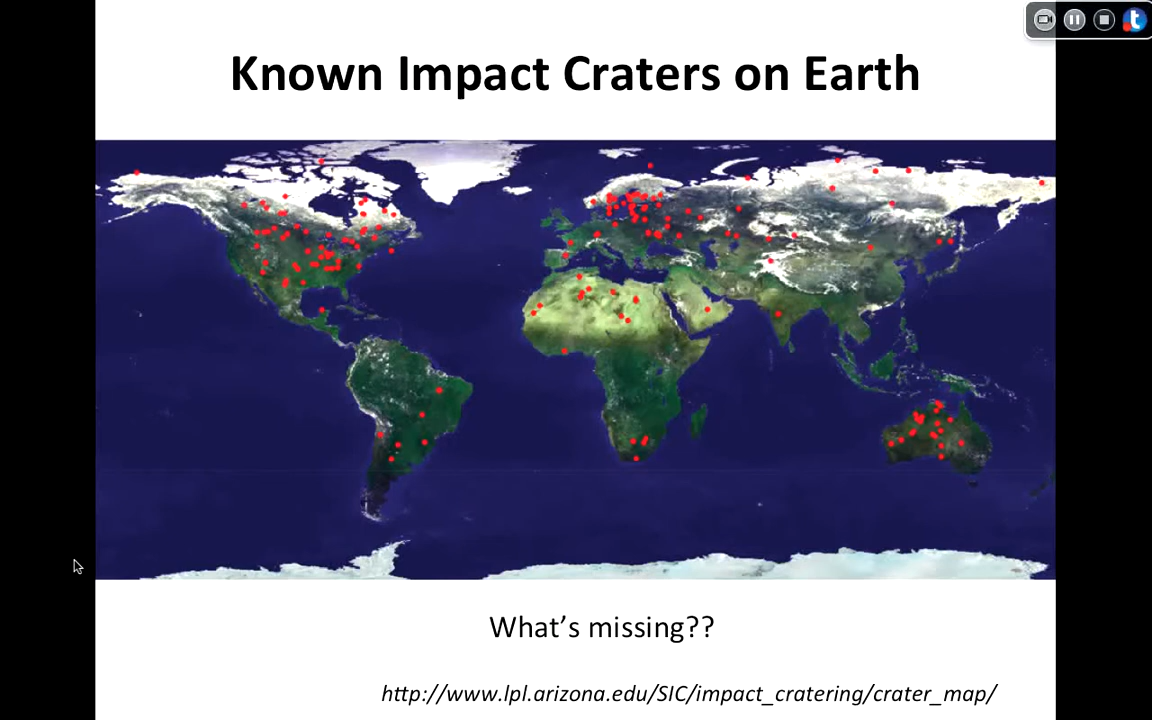 Known Impact Craters on Earth
What’s missing??
http://www.lpl.arizona.edu/SIC/impact_cratering/crater_map/
t